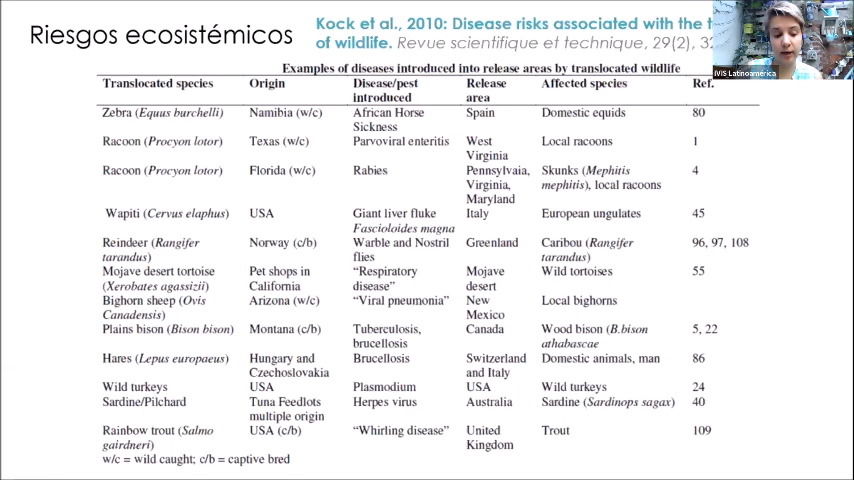 Riesgos ecosistémicos
Kock et al., 2010: Disease risks associated with the t
of wildlife. Revue scientifique et technique, 29(2), 32
iVIS Latinoamerica
Examples of diseases introduced into release areas by translocated wildlife
Translocated species Origin Disease/pest introduced Release area Affected species Ref.
Zebra (Equus burchelli) Namibia (w/c) African Horse Sickness Spain Domestic equids 80
Racoon (Procyon lotor) Texas (w/c) Parvoviral enteritis West Virginia Local racoons 1
Racoon (Procyon lotor) Florida (w/c) Rabies Pennsylvaia, Virginia, Maryland Skunks (Mephitis mephitis), local racoons 4
Wapiti (Cervus elaphus) USA Giant liver fluke Fascioloides magna Italy European ungulates 45
Reindeer (Rangifer tarandus) Norway (c/b) Warble and Nostril flies Greenland Caribou (Rangifer tarandus) 96, 97, 108
Mojave desert tortoise (Xerobates agassizii) Pet shops in California “Respiratory disease” Mojave desert Wild tortoises 55
Bighorn sheep (Ovis Canadensis) Arizona (w/c) “Viral pneumonia” New Mexico Local bighorns
Plains bison (Bison bison) Montana (c/b) Tuberculosis, brucellosis Canada Wood bison (B.bison athabascae 5, 22
Hares (Lepus europaeus) Hungary and Czechoslovakia Brucellosis Switzerland and Italy Domestic animals, man 86
Wild turkeys USA Plasmodium USA Wild turkeys 24
Sardine/Pilchard Tuna Feedlots multiple origin Herpes virus Australia Sardine (Sardinops sagax) 40
Rainbow trout (Salmo gairdneri) USA (c/b) “Whirling disease” United Kingdom Trout 109
w/c = wild caught; c/b = captive bred